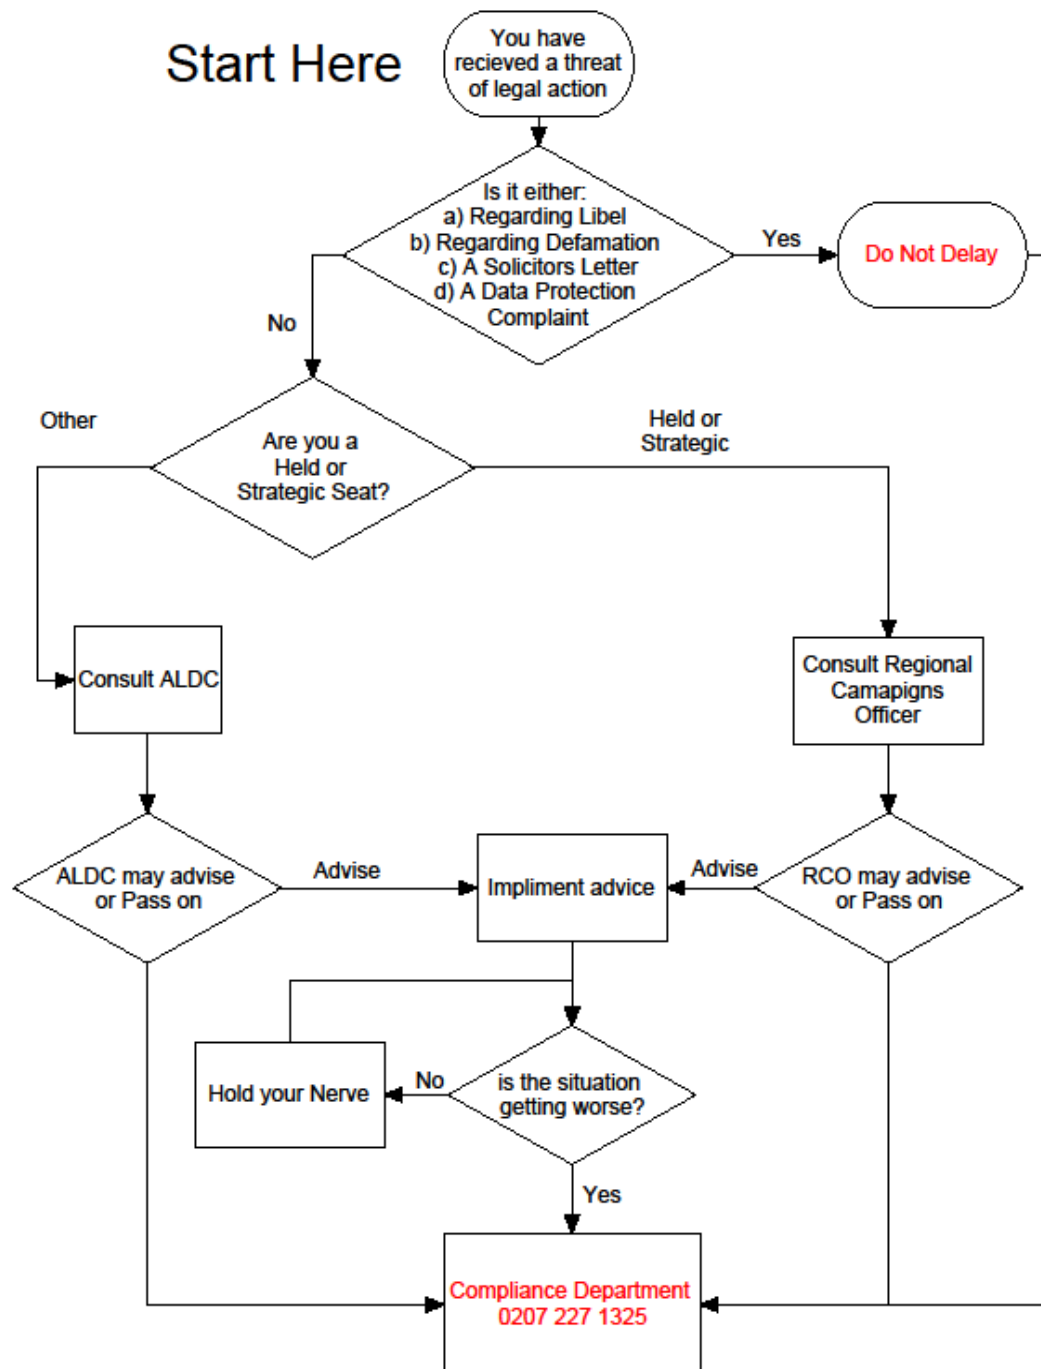 Start Here
You have
recieved a threat
of legal action
Is it either:
a) Regarding Libel
b) Regarding Defamation
c) A Solicitors Letter
d) A Data Protection
Complaint
Yes
Do Not Delay
No
Other
Are you a
Held or
Strategic Seat?
Held or
Strategic
Consult ALDC
Consult Regional
Camapigns
Officer
ALDC may advise
or Pass on
Advise
Impliment advice
Advise
RCO may advise
or Pass on
Hold your Nerve
No
is the situation
getting worse?
Yes
Compliance Department
0207 227 1325